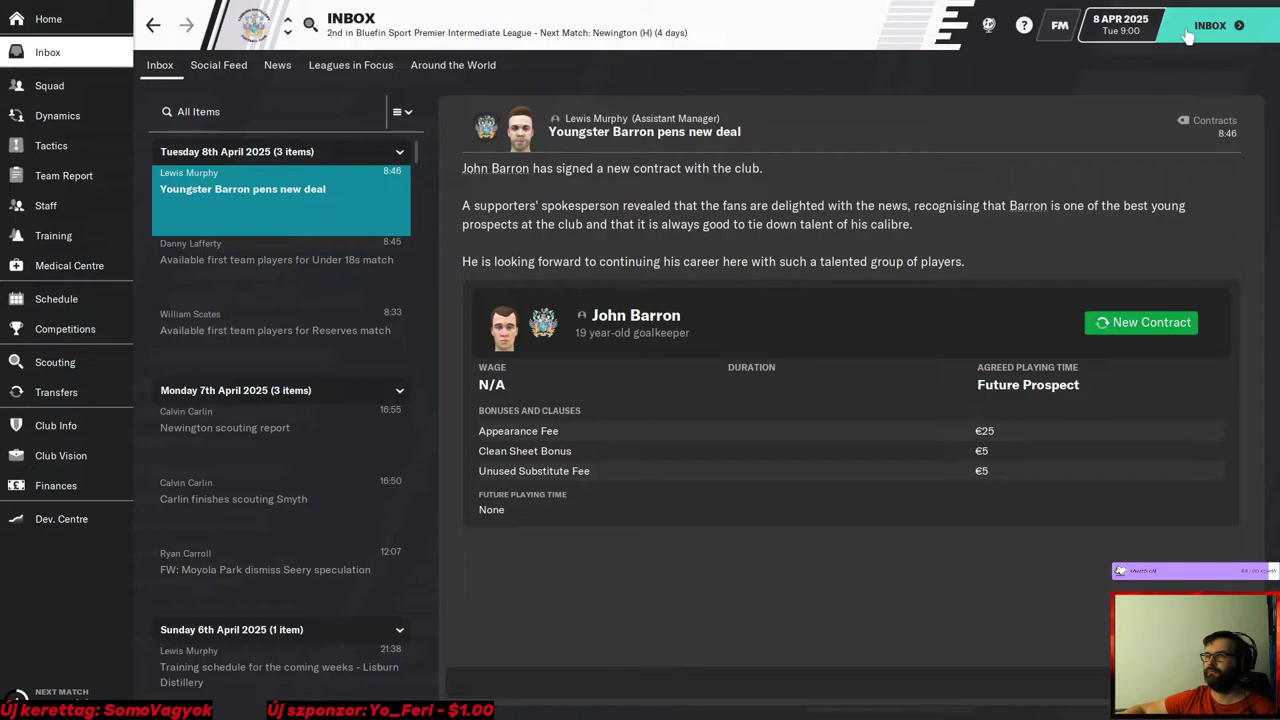 Home
INBOX
2nd in Bluefin Sport Premier Intermediate League - Next Match: Newington (H) (4 days)
FM
8 APR 2025
Tue 9:00
INBOX
Inbox
Squad
Dynamics
Tactics
Team Report
Staff
Training
Medical Centre
Schedule
Competitions
Scouting
Transfers
Club Info
Club Vision
Finances
Dev. Centre
NEXT MATCH
Inbox
Social Feed
News
Leagues in Focus
Around the World
All Items
Tuesday 8th April 2025 (3 items)
Lewis Murphy 8:46
Youngster Barron pens new deal
Danny Lafferty 8:45
Available first team players for Under 18s match
William Scates 8:33
Available first team players for Reserves match
Monday 7th April 2025 (3 items)
Calvin Carlin 16:55
Newington scouting report
Calvin Carlin 16:50
Carlin finishes scouting Smyth
Ryan Carroll 12:07
FW: Moyola Park dismiss Seery speculation
Sunday 6th April 2025 (1 item)
Lewis Murphy 21:38
Training schedule for the coming weeks - Lisburn
Distillery
Lewis Murphy (Assistant Manager)
Youngster Barron pens new deal
Contracts
8:46
John Barron has signed a new contract with the club.
A supporters' spokesperson revealed that the fans are delighted with the news, recognising that Barron is one of the best young
prospects at the club and that it is always good to tie down talent of his calibre.
He is looking forward to continuing his career here with such a talented group of players.
John Barron
19 year-old goalkeeper
New Contract
WAGE DURATION AGREED PLAYING TIME
N/A Future Prospect
BONUSES AND CLAUSES
Appearance Fee €25
Clean Sheet Bonus €5
Unused Substitute Fee €5
FUTURE PLAYING TIME
None
Új kerettag: SomoVagyok
Új szponzor: Yo_Feri - $1.00